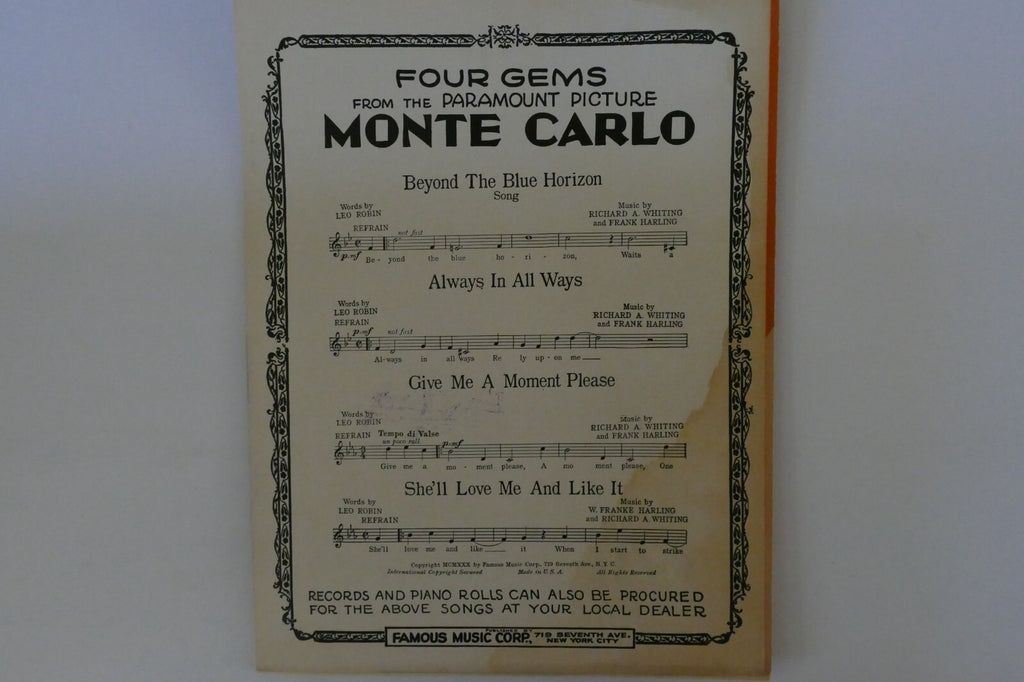 FOUR GEMS
FROM THE PARAMOUNT PICTURE
MONTE CARLO
Beyond The Blue Horizon
Song
Words by
LEO ROBIN
Music by
RICHARD A. WHITING
and FRANK HARLING
REFRAIN
not fast
p-mf
Be - yond the blue ho - ri - zon, Waits a
Always In All Ways
Words by
LEO ROBIN
Music by
RICHARD A. WHITING
and FRANK HARLING
REFRAIN
p-mf not fast
Al-ways in all ways Re ly up-on me
Give Me A Moment Please
Words by
LEO ROBIN
Music by
RICHARD A. WHITING
and FRANK HARLING
REFRAIN Tempo di Valse
un poco rall. p-mf
Give me a mo - ment please, A mo ment please, One
She'll Love Me And Like It
Words by
LEO ROBIN
Music by
W. FRANKE HARLING
and RICHARD A. WHITING
REFRAIN
She'll love me and like it When I start to strike
Copyright MCMXXX by Famous Music Corp., 719 Seventh Ave., N.Y.C.
International Copyright Secured Made in U.S.A. All Rights Reserved
RECORDS AND PIANO ROLLS CAN ALSO BE PROCURED
FOR THE ABOVE SONGS AT YOUR LOCAL DEALER
PUBLISHED BY
FAMOUS MUSIC CORP., 719 SEVENTH AVE.
NEW YORK CITY